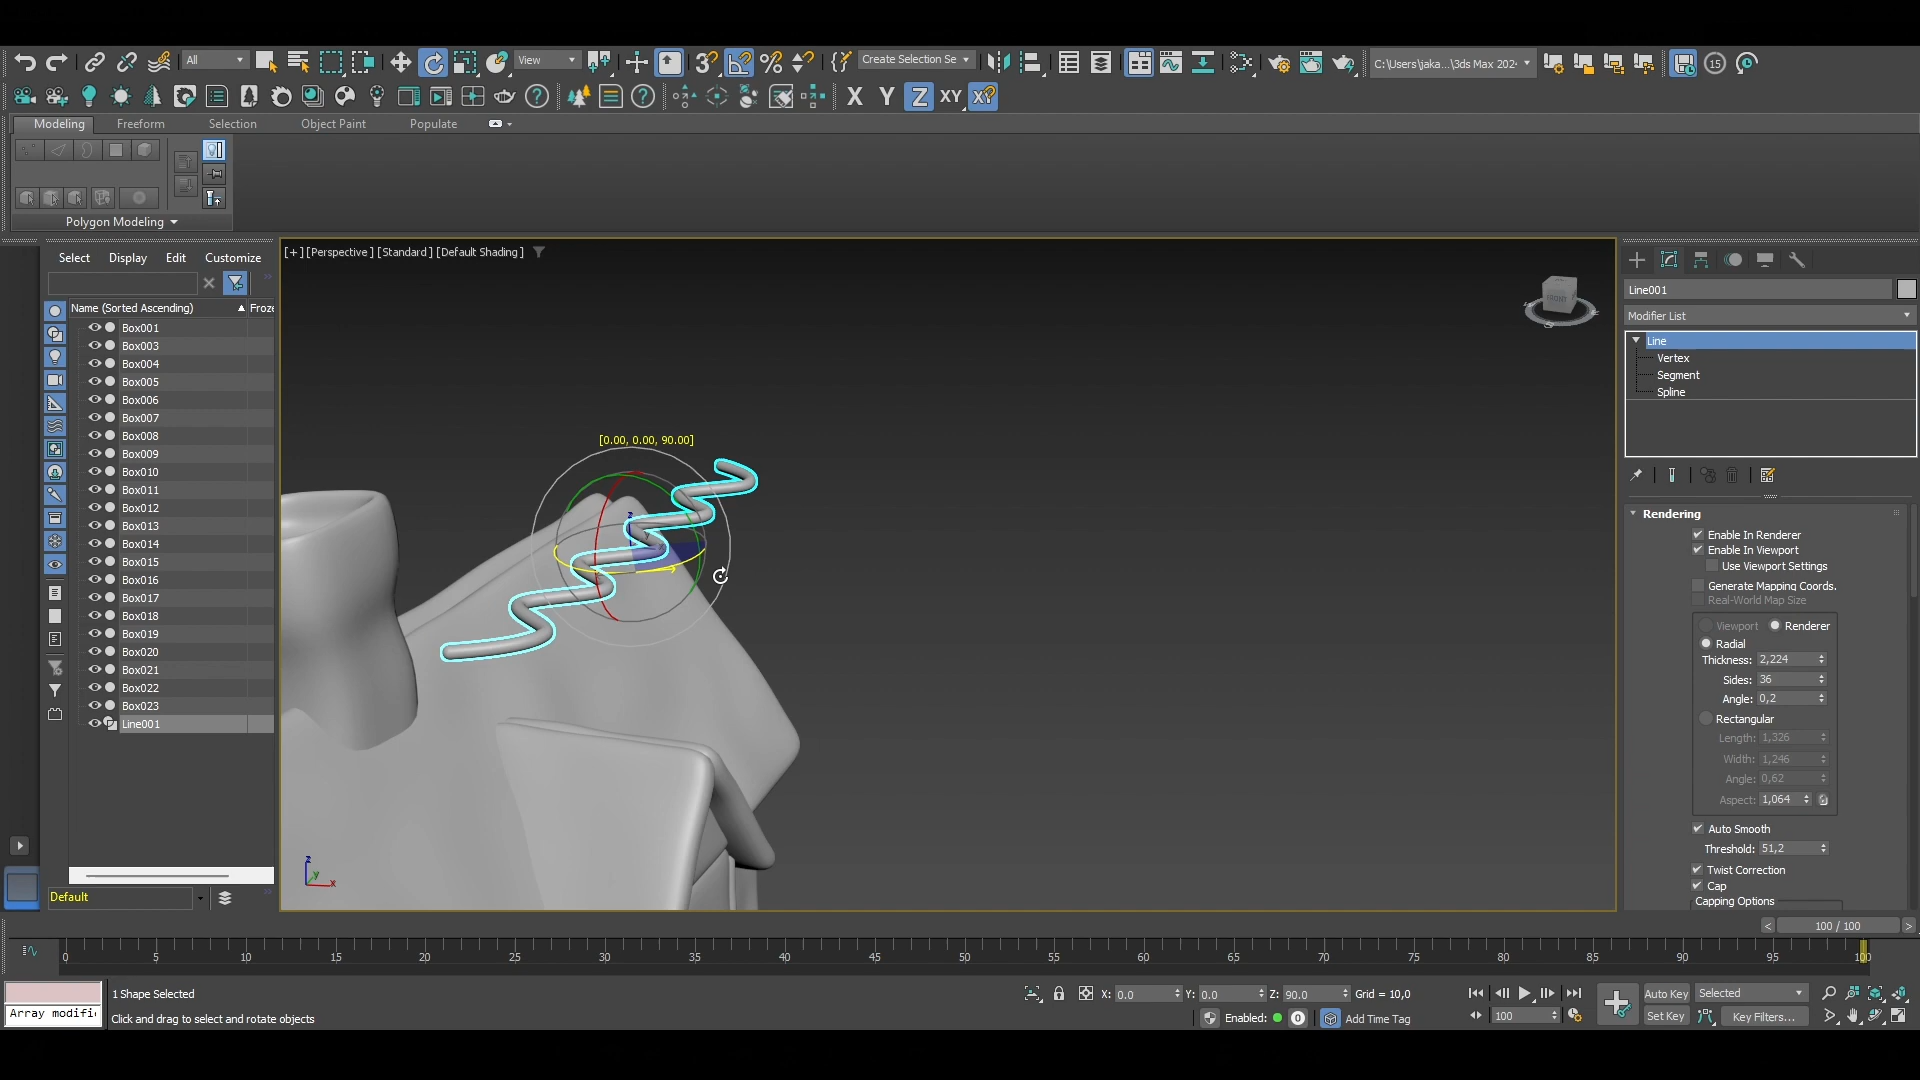 All
View
Create Selection Se
C:\Users\jaka...\3ds Max 202
15
X Y Z XY XY
Modeling Freeform Selection Object Paint Populate
Polygon Modeling
Select Display Edit Customize
Name (Sorted Ascending) Froze
Box001
Box003
Box004
Box005
Box006
Box007
Box008
Box009
Box010
Box011
Box012
Box013
Box014
Box015
Box016
Box017
Box018
Box019
Box020
Box021
Box022
Box023
Line001
Default
[+] [Perspective ] [Standard ] [Default Shading ]
[0.00, 0.00, 90.00]
z
y
z
y
x
FRONT
Line001
Modifier List
Line
Vertex
Segment
Spline
Rendering
Enable In Renderer
Enable In Viewport
Use Viewport Settings
Generate Mapping Coords.
Real-World Map Size
Viewport Renderer
Radial
Thickness: 2,224
Sides: 36
Angle: 0,2
Rectangular
Length: 1,326
Width: 1,246
Angle: 0,62
Aspect: 1,064
Auto Smooth
Threshold: 51,2
Twist Correction
Cap
Capping Options
< 100 / 100 >
0 5 10 15 20 25 30 35 40 45 50 55 60 65 70 75 80 85 90 95 100
Array modifi
1 Shape Selected
Click and drag to select and rotate objects
X: 0.0 Y: 0.0 Z: 90.0 Grid = 10,0
Enabled: 0 Add Time Tag
100
Auto Key Selected
Set Key Key Filters...